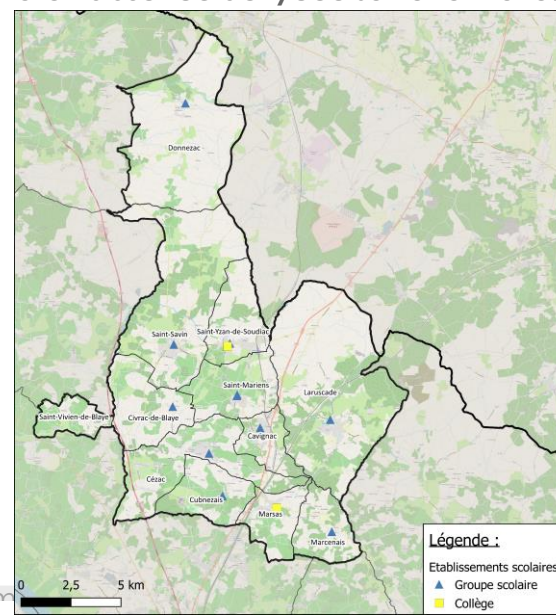 Donnezac
Saint-Savin
Saint-Yzan-de-Soudiac
Saint-Mariens
Laruscade
Saint-Vivien-de-Blaye
Civrac-de-Blaye
Cavignac
Cézac
Cubnezais
Marsas
Marcenais
Légende :
Etablissements scolaires
Groupe scolaire
Collège
0 2,5 5 km